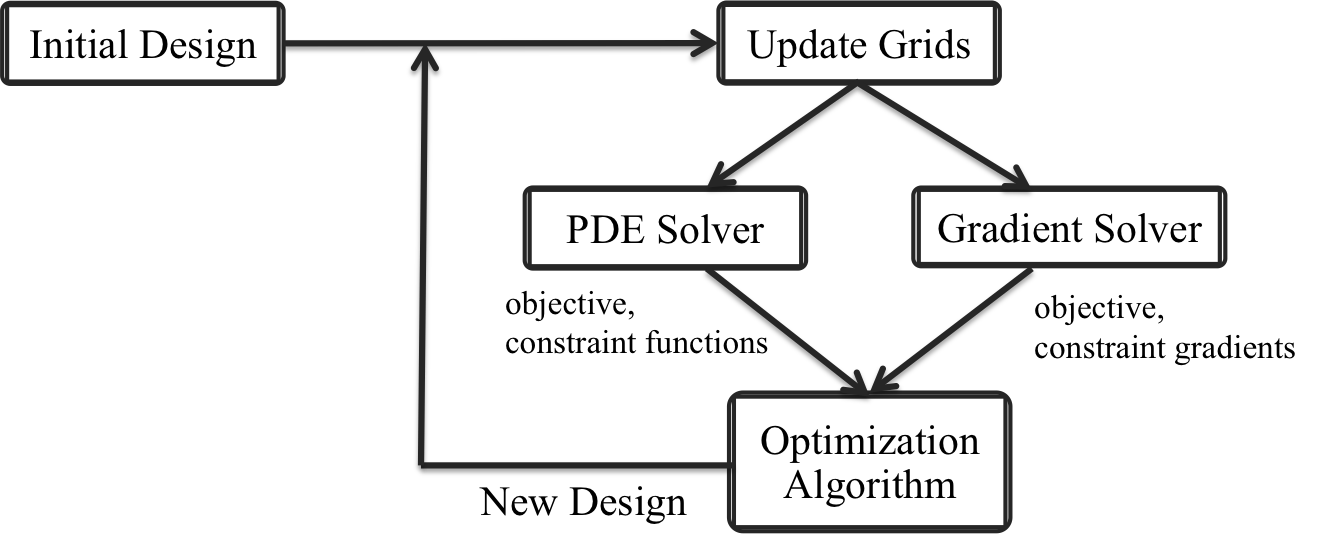 Initial Design
Update Grids
PDE Solver
Gradient Solver
objective,
constraint functions
objective,
constraint gradients
Optimization
Algorithm
New Design